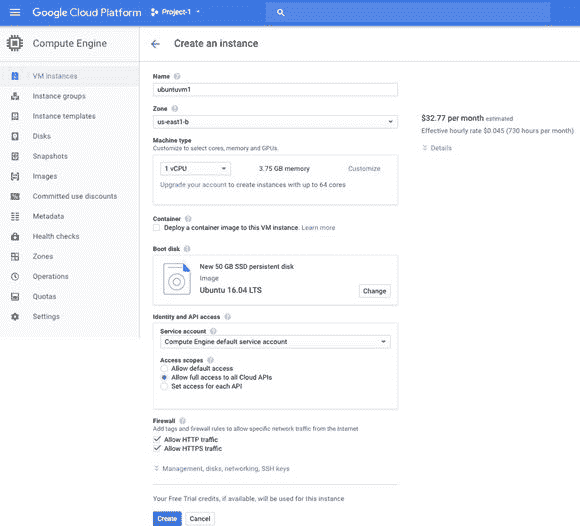 Google Cloud Platform
Project-1
Compute Engine
Create an instance
VM instances
Instance groups
Instance templates
Disks
Snapshots
Images
Committed use discounts
Metadata
Health checks
Zones
Operations
Quotas
Settings
Name
ubuntuvm1
Zone
us-east1-b
Machine type
Customize to select cores, memory and GPUs.
1 vCPU
3.75 GB memory
Customize
Upgrade your account to create instances with up to 64 cores
Container
Deploy a container image to this VM instance. Learn more
Boot disk
New 50 GB SSD persistent disk
Image
Ubuntu 16.04 LTS
Change
Identity and API access
Service account
Compute Engine default service account
Access scopes
Allow default access
Allow full access to all Cloud APIs
Set access for each API
Firewall
Add tags and firewall rules to allow specific network traffic from the Internet
Allow HTTP traffic
Allow HTTPS traffic
Management, disks, networking, SSH keys
Your Free Trial credits, if available, will be used for this instance
Create
Cancel
$32.77 per month estimated
Effective hourly rate $0.045 (730 hours per month)
Details